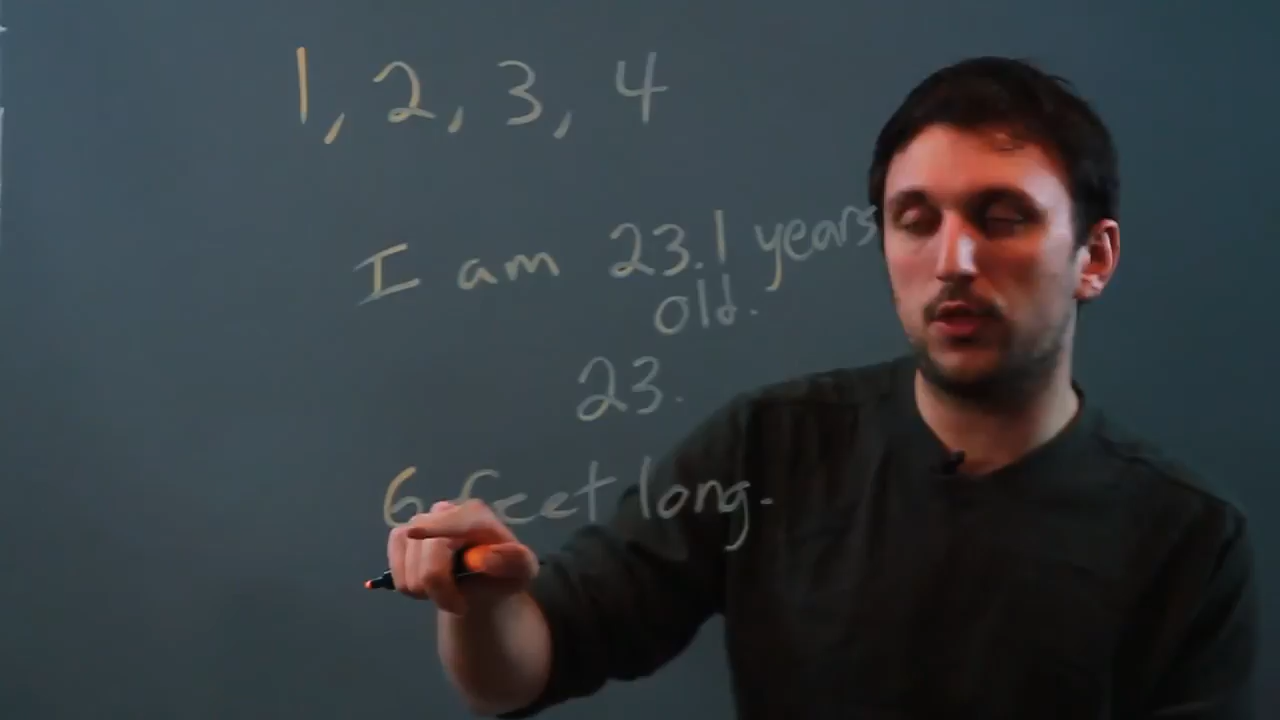 1, 2, 3, 4
I am 23.1 years
old.
23.
6 feet long.